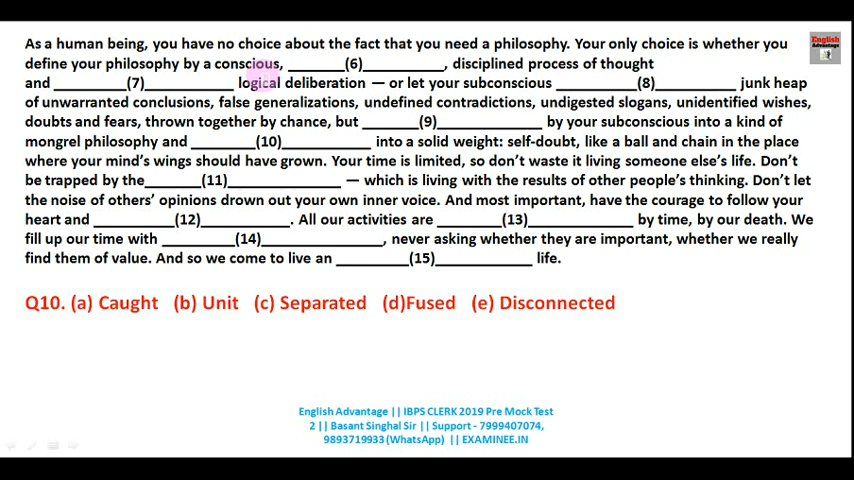 English
Advantage
As a human being, you have no choice about the fact that you need a philosophy. Your only choice is whether you
define your philosophy by a conscious, ________(6)___________, disciplined process of thought
and __________(7)____________ logical deliberation — or let your subconscious __________(8)___________ junk heap
of unwarranted conclusions, false generalizations, undefined contradictions, undigested slogans, unidentified wishes,
doubts and fears, thrown together by chance, but _______(9)______________ by your subconscious into a kind of
mongrel philosophy and ________(10)___________ into a solid weight: self-doubt, like a ball and chain in the place
where your mind’s wings should have grown. Your time is limited, so don’t waste it living someone else’s life. Don’t
be trapped by the_______(11)______________ — which is living with the results of other people’s thinking. Don’t let
the noise of others’ opinions drown out your own inner voice. And most important, have the courage to follow your
heart and __________(12)___________. All our activities are ________(13)_____________ by time, by our death. We
fill up our time with _________(14)_______________, never asking whether they are important, whether we really
find them of value. And so we come to live an _________(15)____________ life.
Q10. (a) Caught (b) Unit (c) Separated (d)Fused (e) Disconnected
English Advantage || IBPS CLERK 2019 Pre Mock Test
2 || Basant Singhal Sir || Support - 7999407074,
9893719933(WhatsApp) || EXAMINEE.IN